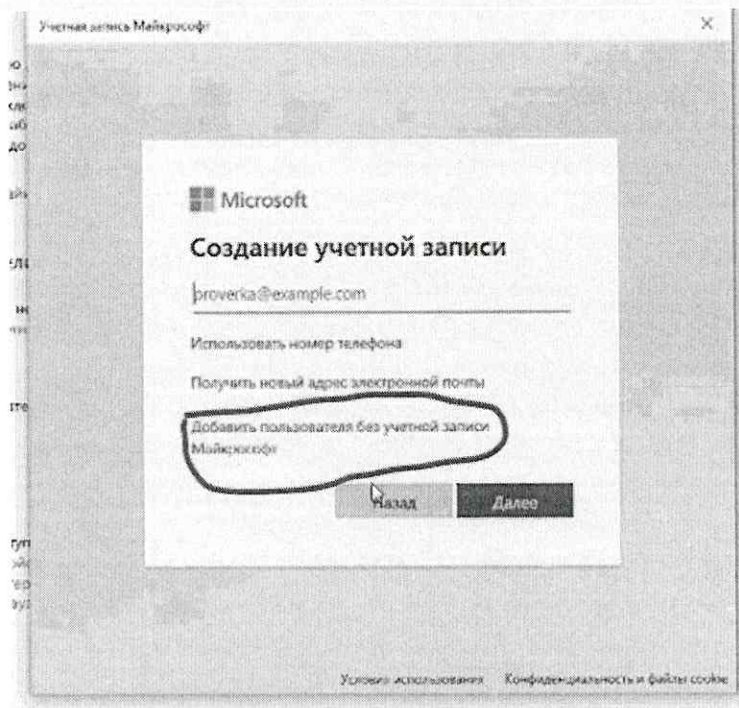 Учетная запись Майкрософт
Microsoft
Создание учетной записи
proverka@example.com
Использовать номер телефона
Получить новый адрес электронной почты
Добавить пользователя без учетной записи
Майкрософт
Назад
Далее
Условия использования
Конфиденциальность и файлы cookie